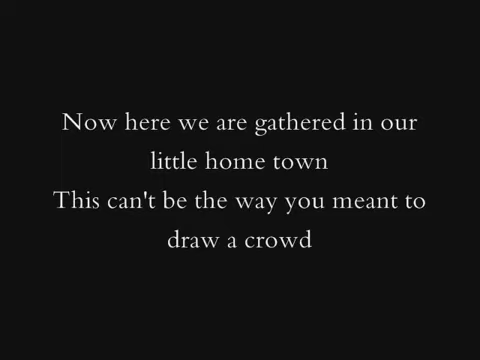 Now here we are gathered in our
little home town
This can't be the way you meant to
draw a crowd